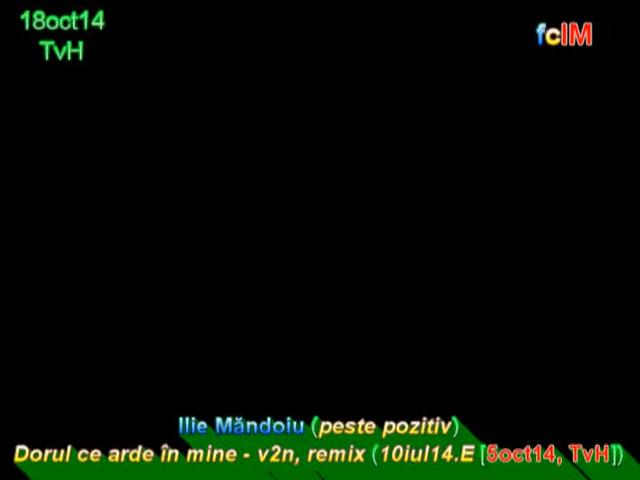 18oct14
TvH
fcIM
Ilie Măndoiu (peste pozitiv)
Dorul ce arde în mine - v2n, remix (10iul14.E [5oct14, TvH])